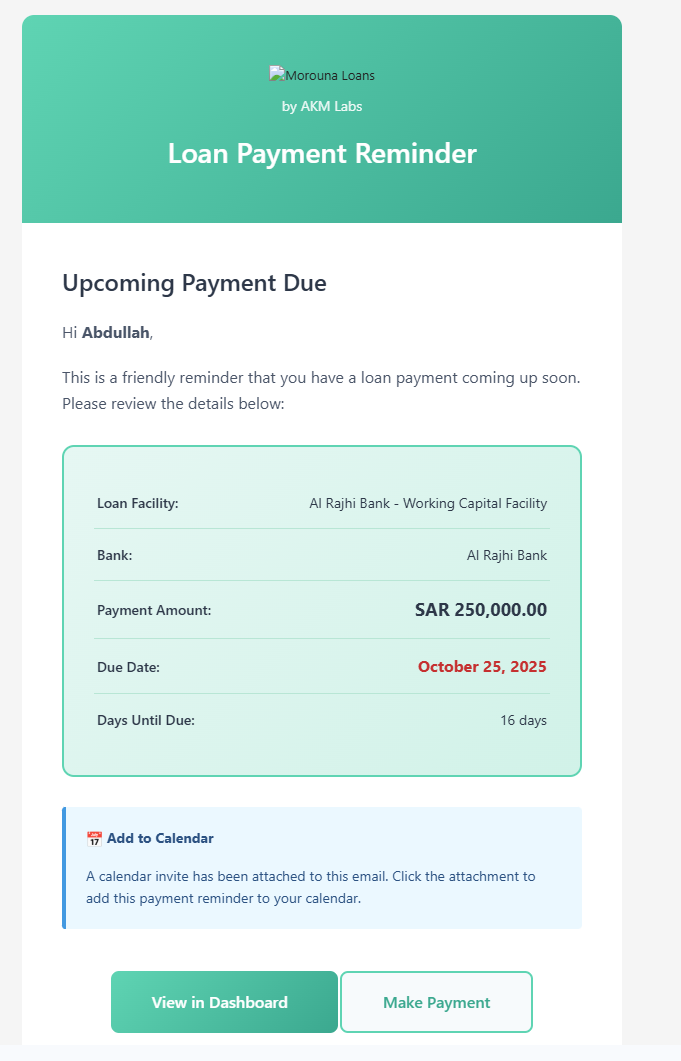 Morouna Loans
by AKM Labs
Loan Payment Reminder
Upcoming Payment Due
Hi Abdullah,
This is a friendly reminder that you have a loan payment coming up soon.
Please review the details below:
Loan Facility: Al Rajhi Bank - Working Capital Facility
Bank: Al Rajhi Bank
Payment Amount: SAR 250,000.00
Due Date: October 25, 2025
Days Until Due: 16 days
📅 Add to Calendar
A calendar invite has been attached to this email. Click the attachment to
add this payment reminder to your calendar.
View in Dashboard Make Payment